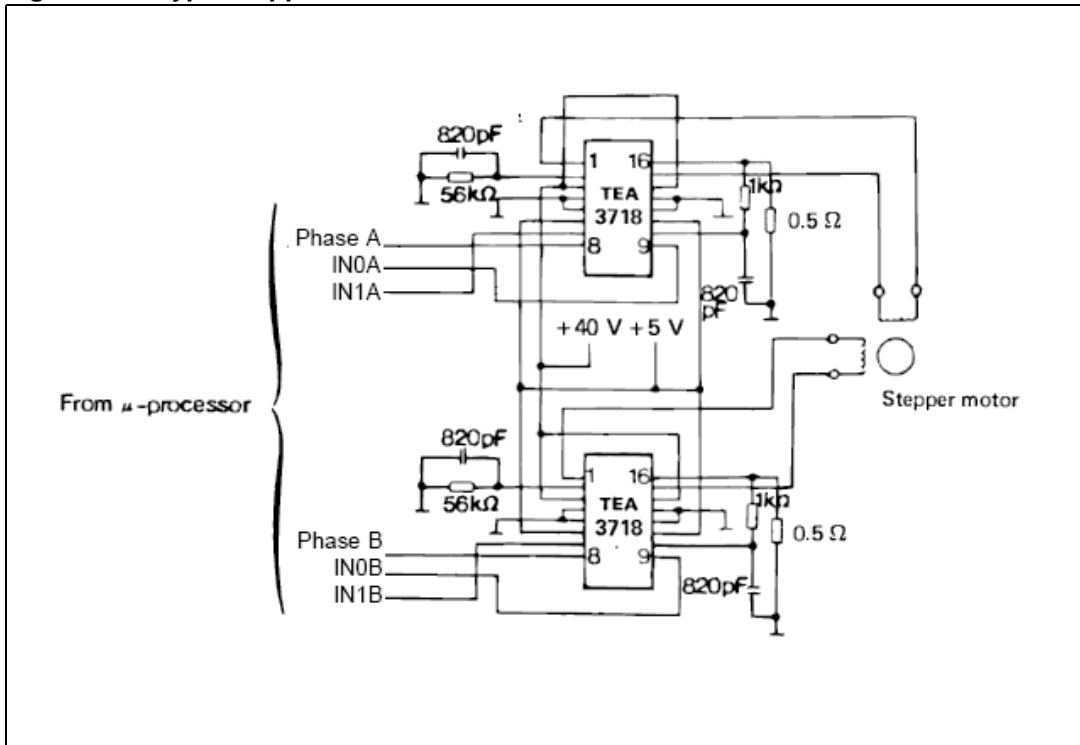 820pF
1 16
56kΩ
TEA
3718
1kΩ
0.5 Ω
Phase A
8 9
IN0A
IN1A
820
pF
+40 V +5 V
From μ-processor
Stepper motor
820pF
1 16
56kΩ
TEA
3718
1kΩ
0.5 Ω
Phase B
8 9
IN0B
IN1B
820pF